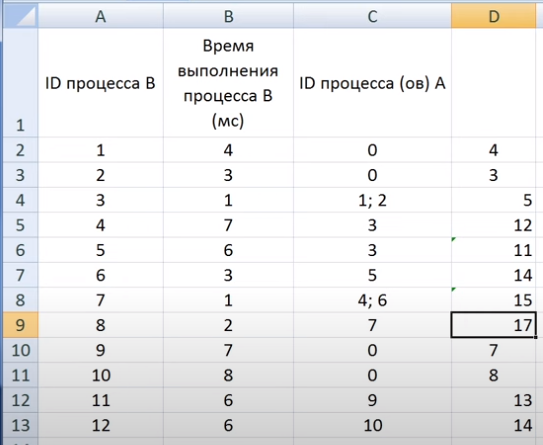 A B C D
1 ID процесса B Время выполнения процесса B (мс) ID процесса (ов) A
2 1 4 0 4
3 2 3 0 3
4 3 1 1; 2 5
5 4 7 3 12
6 5 6 3 11
7 6 3 5 14
8 7 1 4; 6 15
9 8 2 7 17
10 9 7 0 7
11 10 8 0 8
12 11 6 9 13
13 12 6 10 14